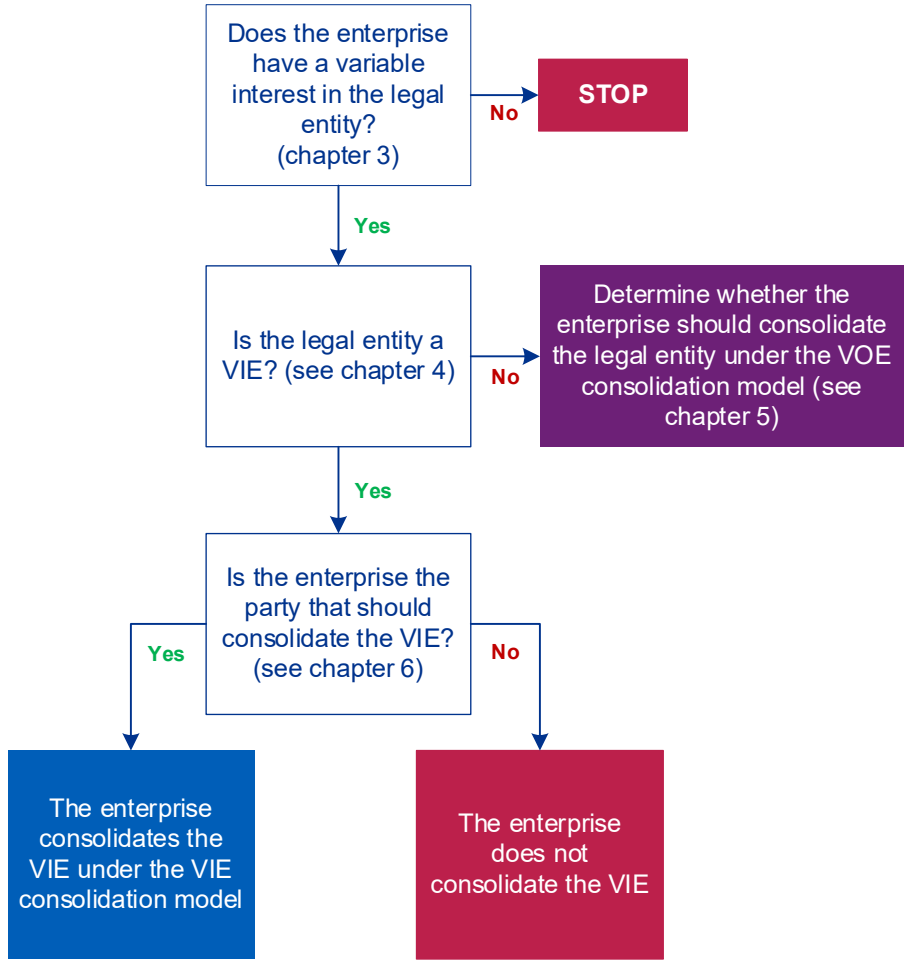 Does the enterprise
have a variable
interest in the legal
entity?
(chapter 3)
No
STOP
Yes
Is the legal entity a
VIE? (see chapter 4)
No
Determine whether the
enterprise should consolidate
the legal entity under the VOE
consolidation model (see
chapter 5)
Yes
Is the enterprise the
party that should
consolidate the VIE?
(see chapter 6)
Yes
No
The enterprise
consolidates the
VIE under the VIE
consolidation model
The enterprise
does not
consolidate the VIE